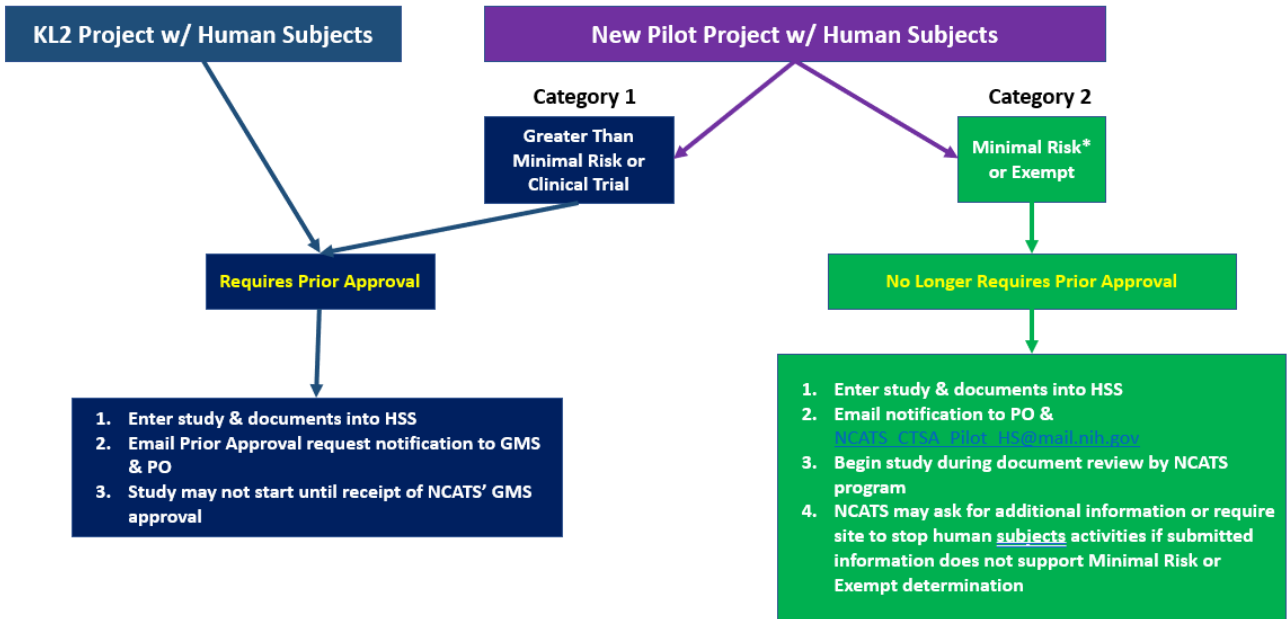 KL2 Project w/ Human Subjects
New Pilot Project w/ Human Subjects
Category 1
Category 2
Greater Than
Minimal Risk or
Clinical Trial
Minimal Risk*
or Exempt
Requires Prior Approval
No Longer Requires Prior Approval
1. Enter study & documents into HSS
2. Email Prior Approval request notification to GMS
& PO
3. Study may not start until receipt of NCATS' GMS
approval
1. Enter study & documents into HSS
2. Email notification to PO &
NCATS_CTSA_Pilot_HS@mail.nih.gov
3. Begin study during document review by NCATS
program
4. NCATS may ask for additional information or require
site to stop human subjects activities if submitted
information does not support Minimal Risk or
Exempt determination